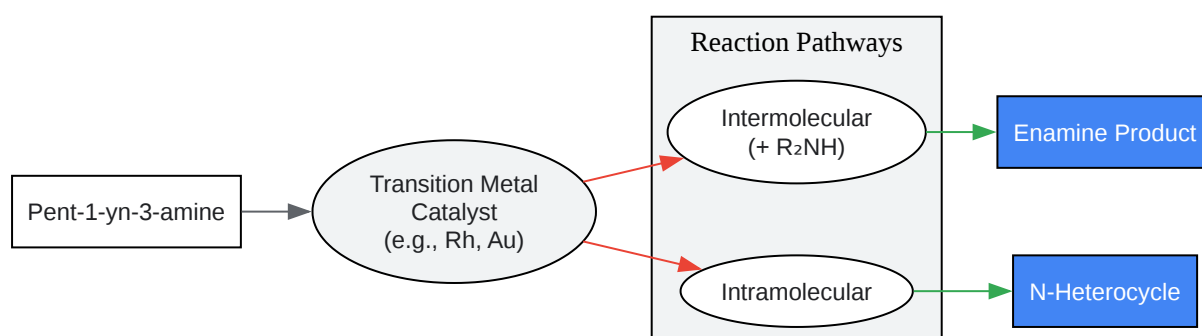 Pent-1-yn-3-amine
Transition Metal
Catalyst
(e.g., Rh, Au)
Reaction Pathways
Intermolecular
(+ R₂NH)
Intramolecular
Enamine Product
N-Heterocycle